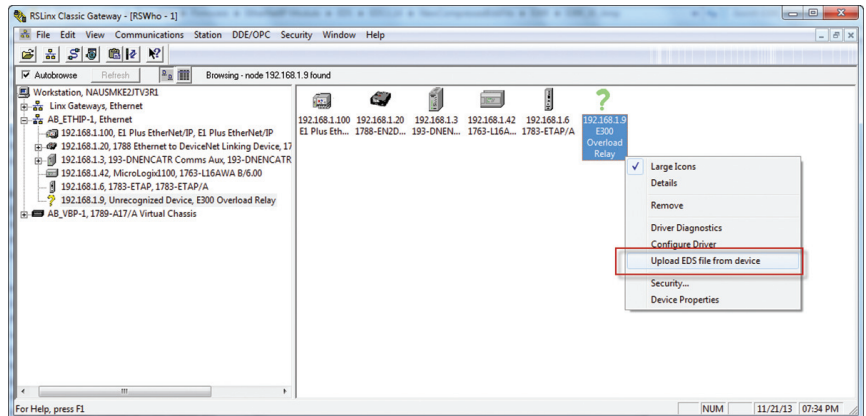 RSLinx Classic Gateway - [RSWho - 1]
File Edit View Communications Station DDE/OPC Security Window Help
Autobrowse Refresh Browsing - node 192.168.1.9 found
Workstation, NAUSMKE2JTV3R1
Linx Gateways, Ethernet
AB_ETHIP-1, Ethernet
192.168.1.100, E1 Plus EtherNet/IP, E1 Plus EtherNet/IP
192.168.1.20, 1788 Ethernet to DeviceNet Linking Device, 17
192.168.1.3, 193-DNENCATR Comms Aux, 193-DNENCATR
192.168.1.42, MicroLogix1100, 1763-L16AWA B/6.00
192.168.1.6, 1783-ETAP, 1783-ETAP/A
192.168.1.9, Unrecognized Device, E300 Overload Relay
AB_VBP-1, 1789-A17/A Virtual Chassis
192.168.1.100 192.168.1.20 192.168.1.3 192.168.1.42 192.168.1.6 192.168.1.9
E1 Plus Eth... 1788-EN2D... 193-DNEN... 1763-L16A... 1783-ETAP/A E300
Overload
Relay
Large Icons
Details
Remove
Driver Diagnostics
Configure Driver
Upload EDS file from device
Security...
Device Properties
For Help, press F1 NUM 11/21/13 07:34 PM